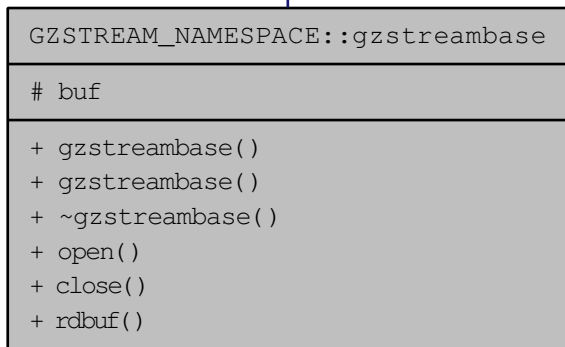 GZSTREAM_NAMESPACE::gzstreambase
# buf
+ gzstreambase()
+ gzstreambase()
+ ~gzstreambase()
+ open()
+ close()
+ rdbuf()